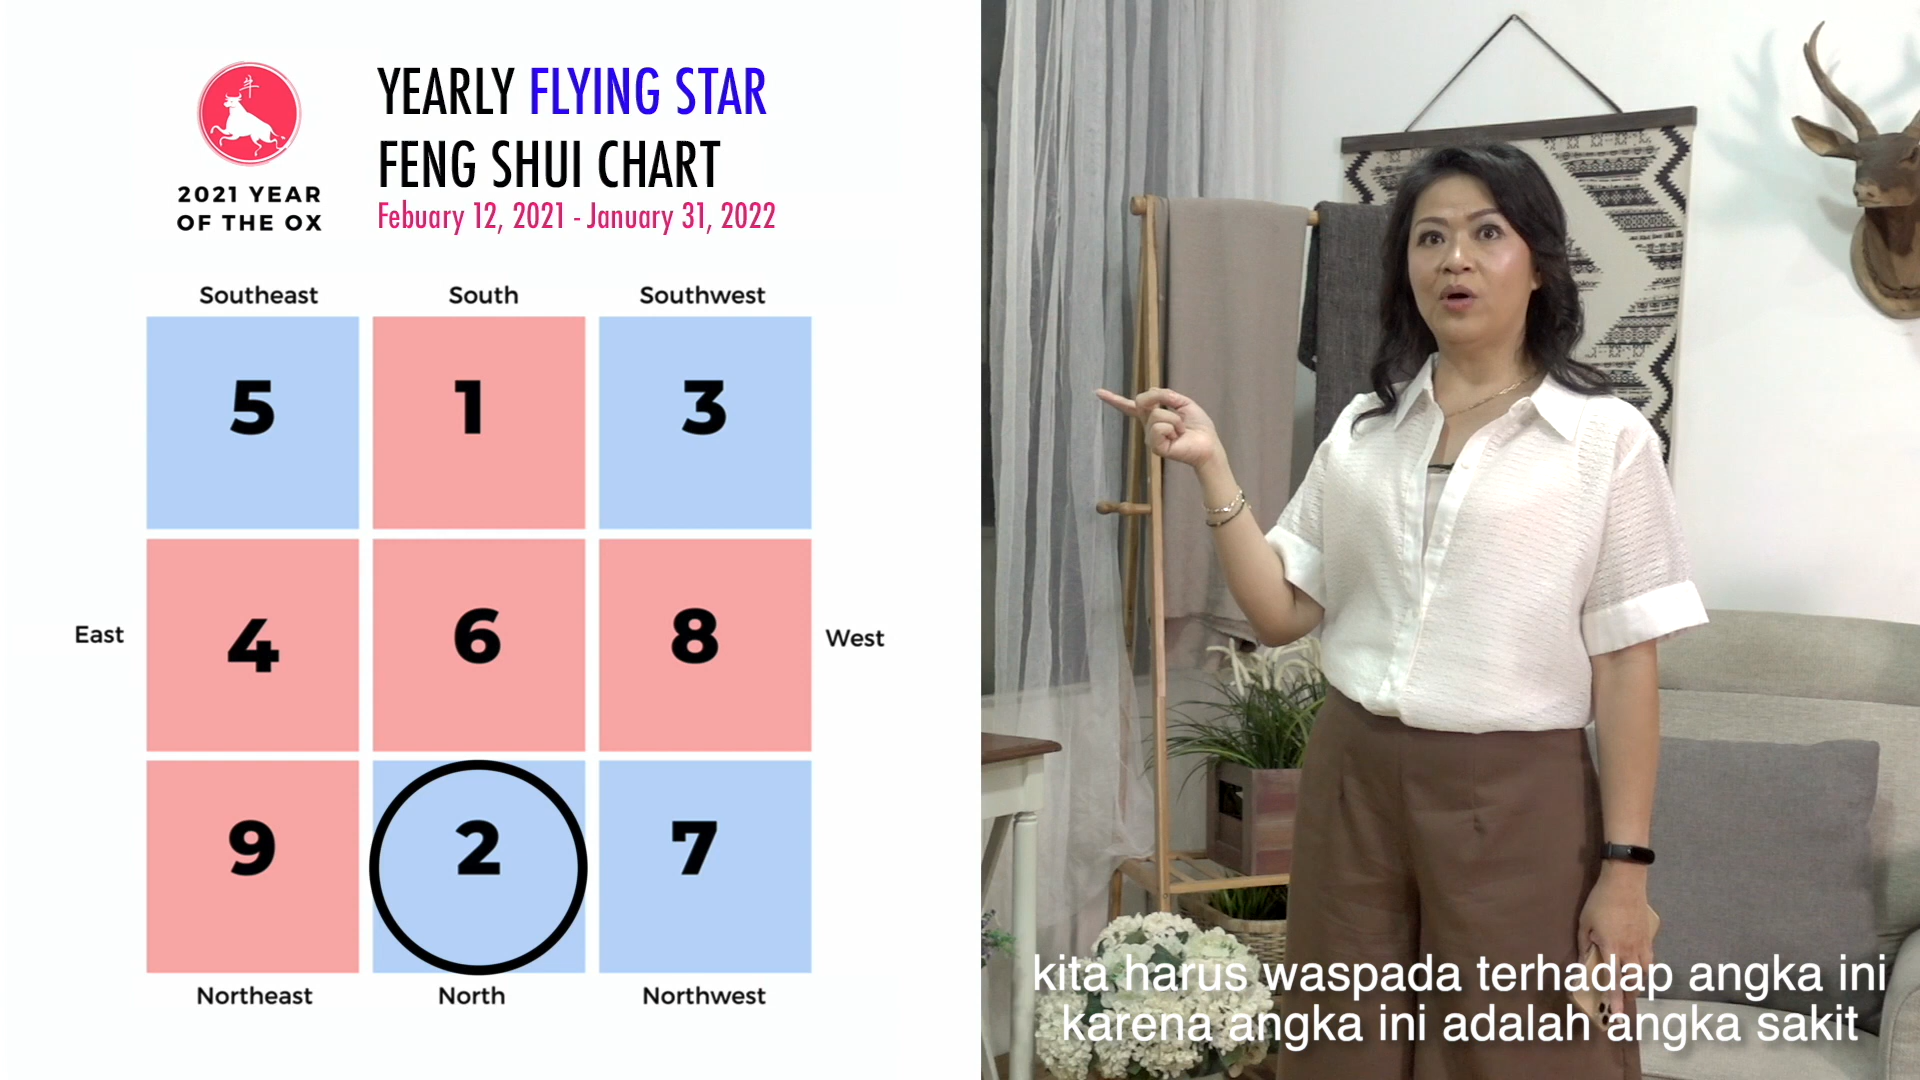 牛
2021 YEAR
OF THE OX
YEARLY FLYING STAR
FENG SHUI CHART
Febuary 12, 2021 - January 31, 2022
Southeast South Southwest
5 1 3
East 4 6 8 West
9 2 7
Northeast North Northwest
kita harus waspada terhadap angka ini
karena angka ini adalah angka sakit